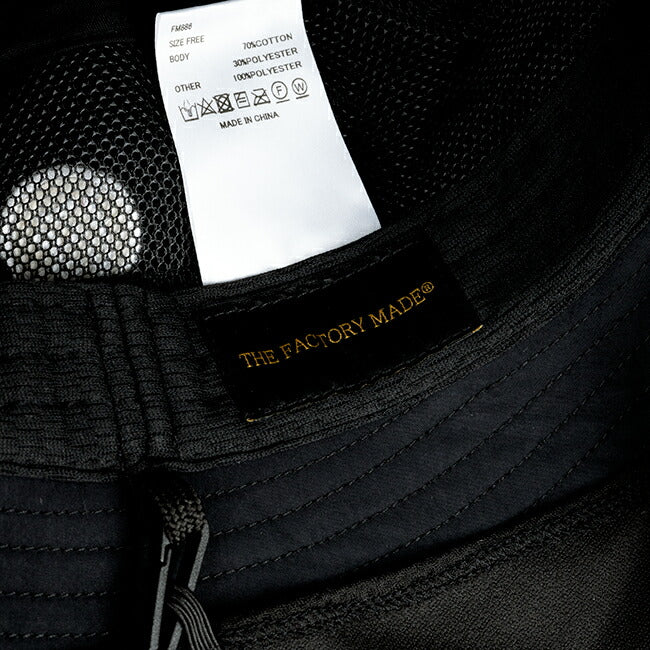 FM886
SIZE FREE 70%COTTON
BODY 30%POLYESTER
OTHER 100%POLYESTER
F W
MADE IN CHINA
THE FACTORY MADE®